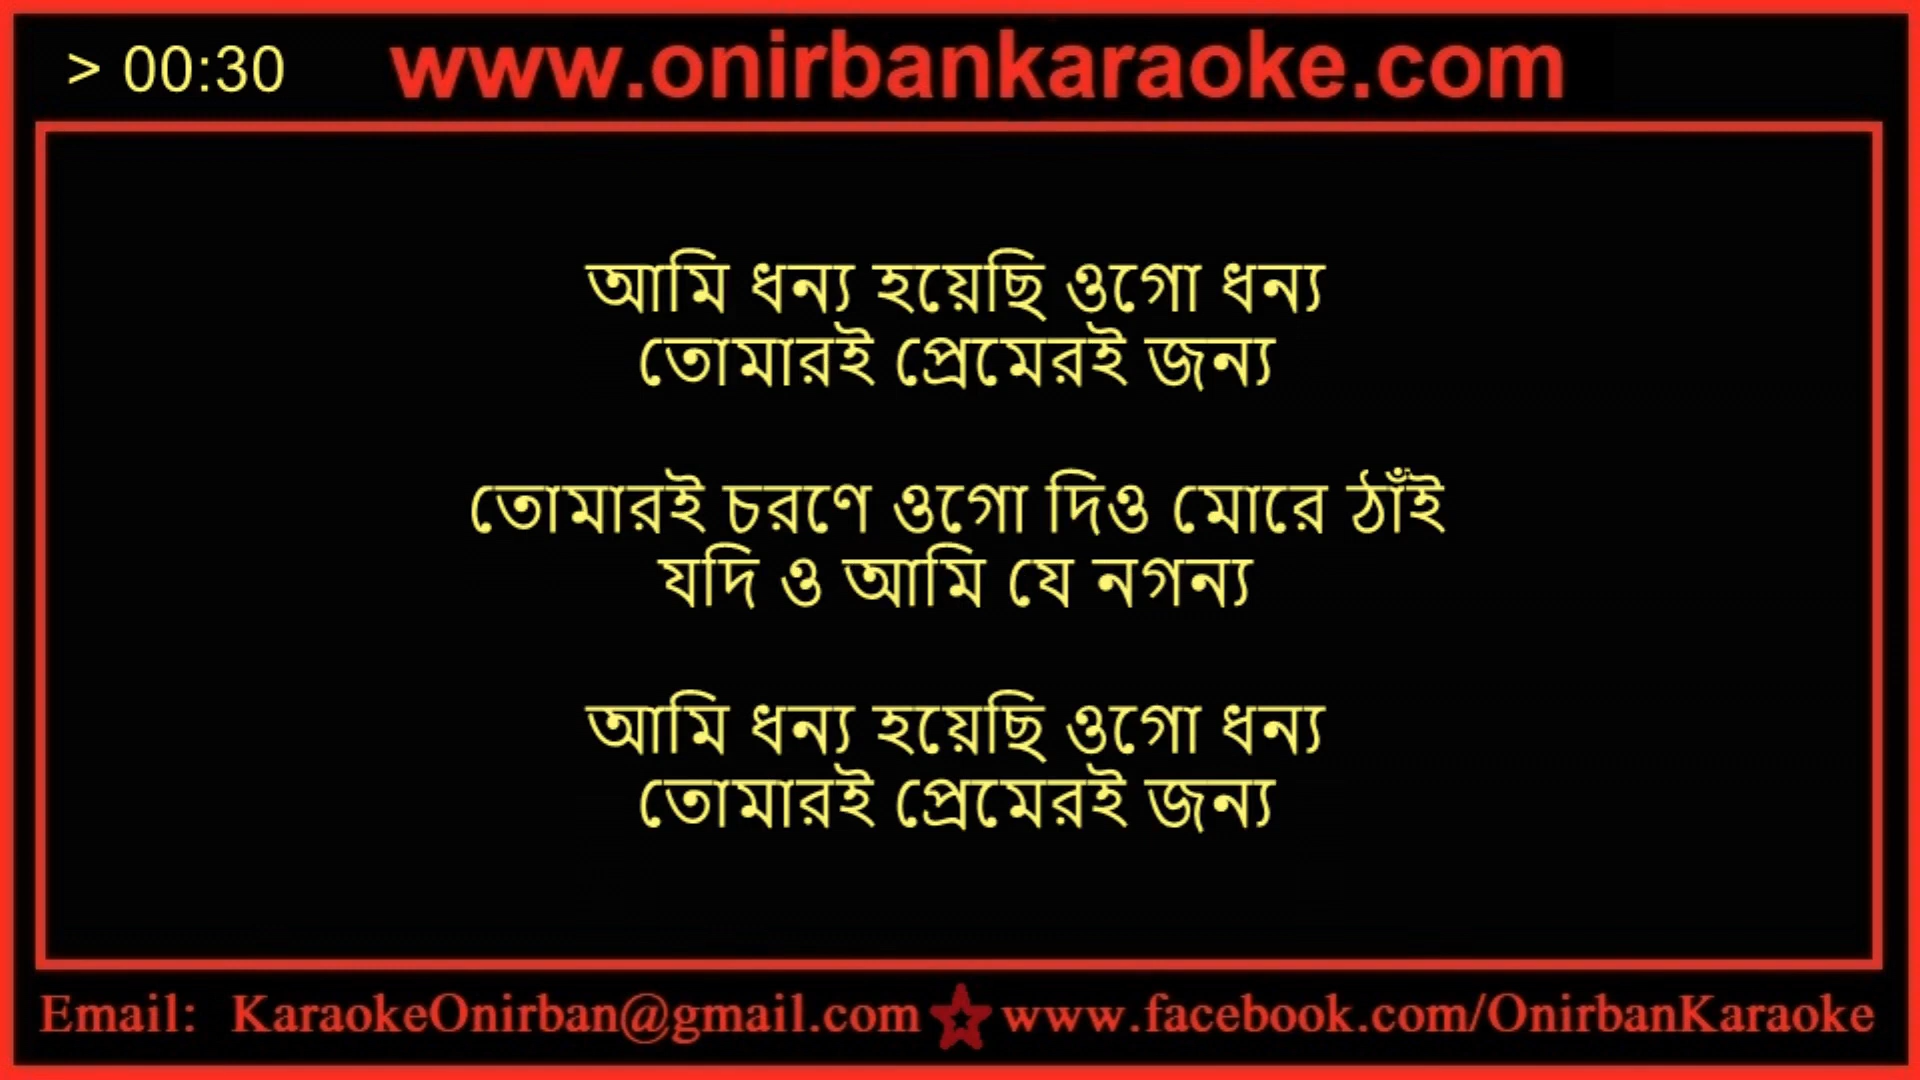 > 00:30 www.onirbankaraoke.com
আমি ধন্য হয়েছি ওগো ধন্য
তোমারই প্রেমেরই জন্য
তোমারই চরণে ওগো দিও মোরে ঠাঁই
যদি ও আমি যে নগন্য
আমি ধন্য হয়েছি ওগো ধন্য
তোমারই প্রেমেরই জন্য
Email: KaraokeOnirban@gmail.com www.facebook.com/OnirbanKaraoke